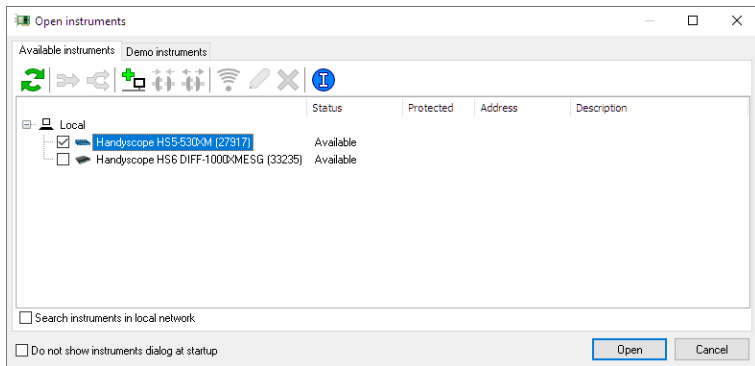 Open instruments
Available instruments Demo instruments
Status Protected Address Description
Local
Handyscope HS5-530XM (27917) Available
Handyscope HS6 DIFF-1000XMESG (33235) Available
Search instruments in local network
Do not show instruments dialog at startup Open Cancel